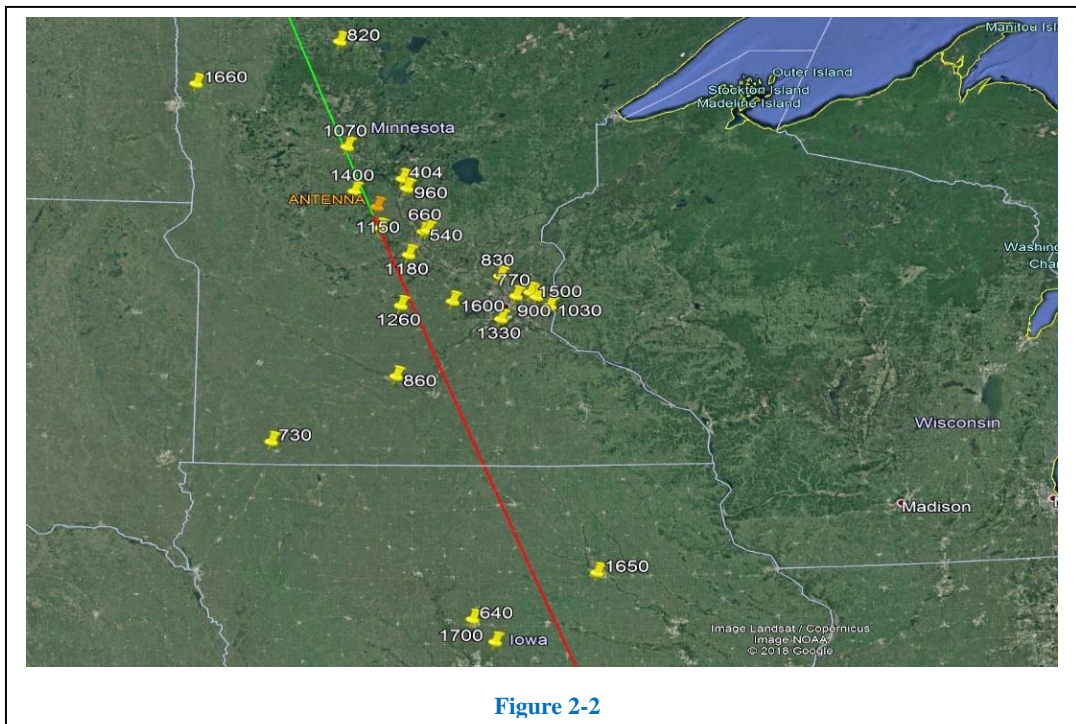 Manitou Isla
820
Outer Island
1660
Stockton Island
Madeline Island
1070
Minnesota
1400
404
960
ANTENNA
660
1150
540
Washing
Chan
1180
830
770
1500
1600
900
1030
1260
1330
860
Wisconsin
730
Madison
1650
640
1700
Iowa
Image Landsat / Copernicus
Image NOAA
© 2018 Google
Figure 2-2